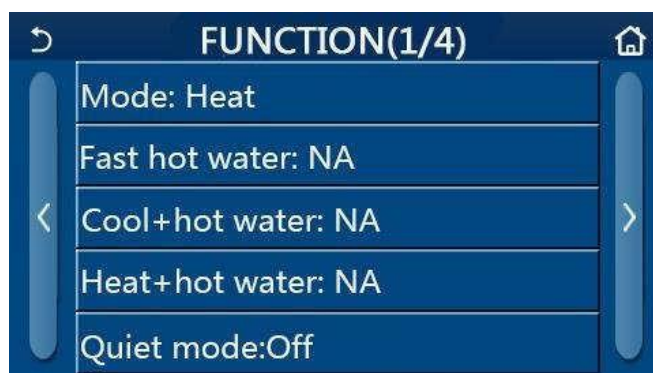 FUNCTION(1/4)
Mode: Heat
Fast hot water: NA
Cool+hot water: NA
Heat+hot water: NA
Quiet mode:Off